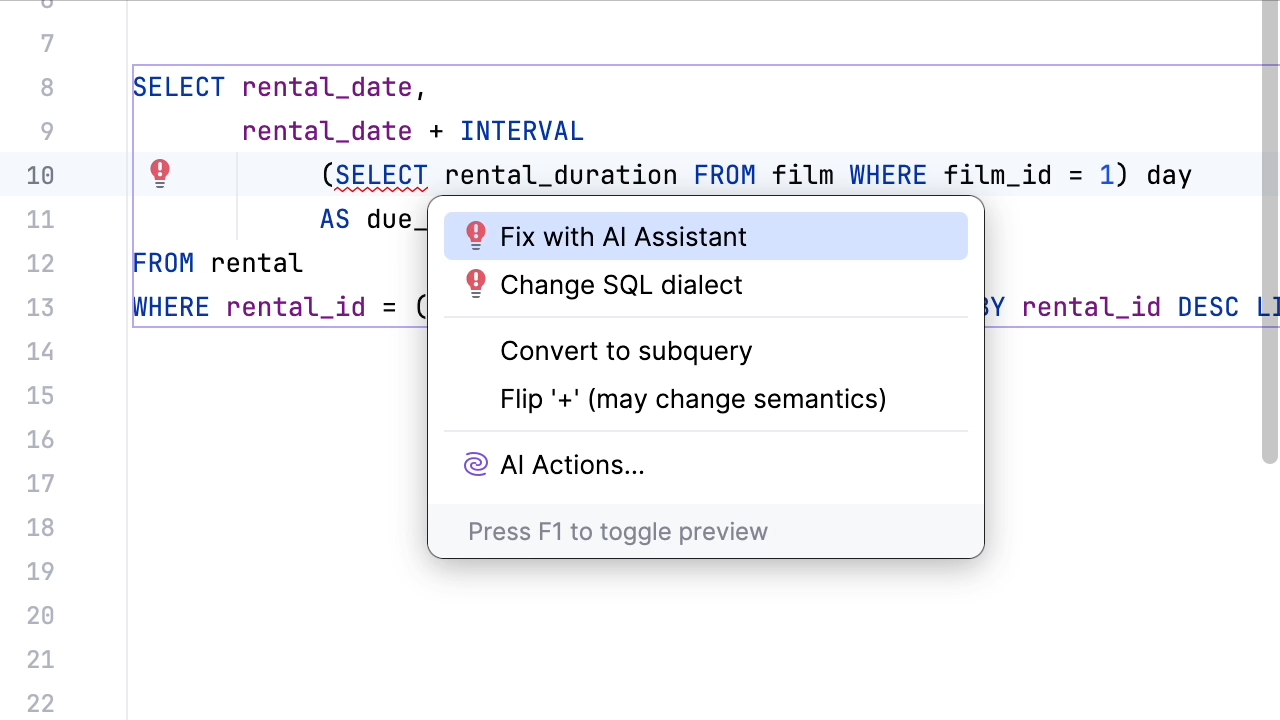 6
7
8 SELECT rental_date,
9 rental_date + INTERVAL
10 (SELECT rental_duration FROM film WHERE film_id = 1) day
11 AS due_
12 FROM rental
13 WHERE rental_id = ( BY rental_id DESC LI
Fix with AI Assistant
Change SQL dialect
Convert to subquery
Flip '+' (may change semantics)
AI Actions...
Press F1 to toggle preview
14
15
16
17
18
19
20
21
22